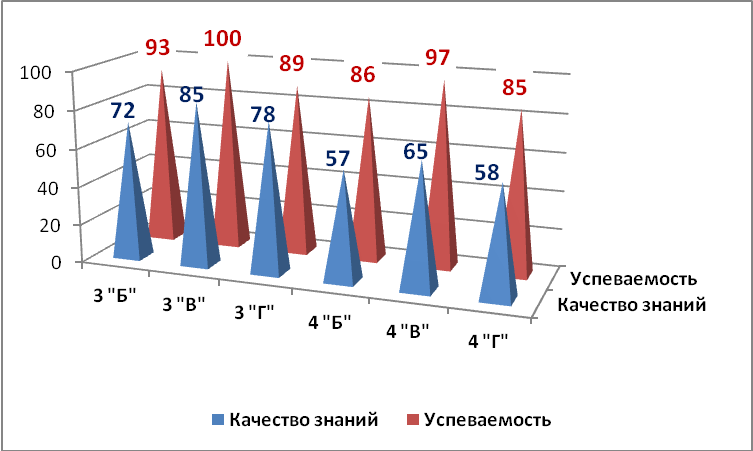 93 100 89 86 97 85
72 85 78 57 65 58
100
80
60
40
20
0
3 "Б" 3 "В" 3 "Г" 4 "Б" 4 "В" 4 "Г"
Успеваемость
Качество знаний
Качество знаний Успеваемость